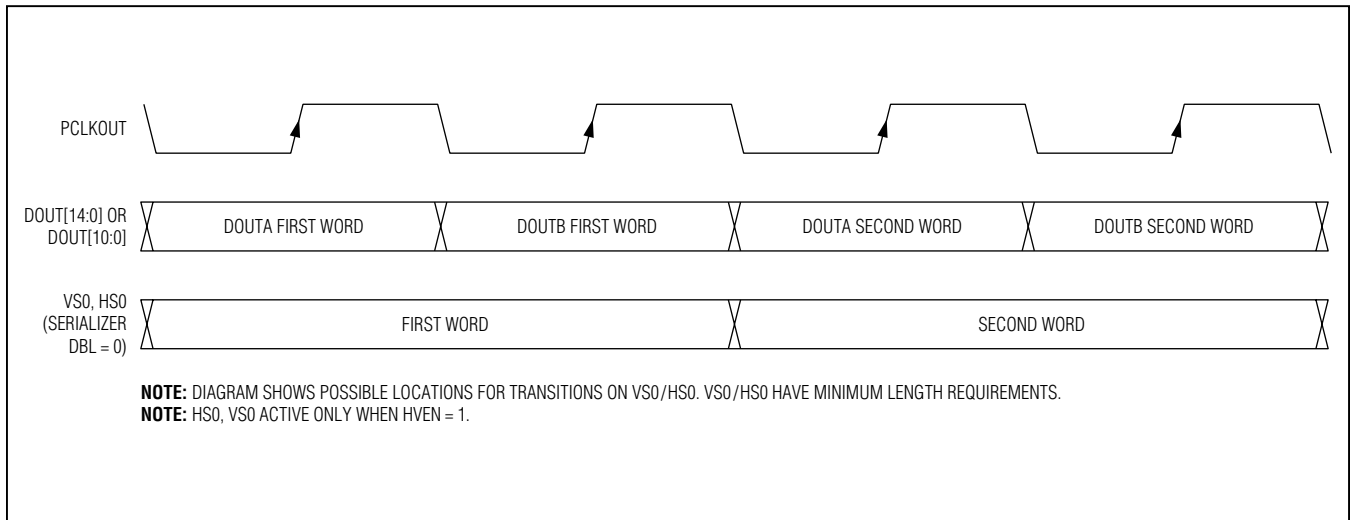 PCLKOUT
DOUT[14:0] OR
DOUT[10:0]
DOUTA FIRST WORD
DOUTB FIRST WORD
DOUTA SECOND WORD
DOUTB SECOND WORD
VS0, HS0
(SERIALIZER
DBL = 0)
FIRST WORD
SECOND WORD
NOTE: DIAGRAM SHOWS POSSIBLE LOCATIONS FOR TRANSITIONS ON VS0/HS0. VS0/HS0 HAVE MINIMUM LENGTH REQUIREMENTS.
NOTE: HS0, VS0 ACTIVE ONLY WHEN HVEN = 1.